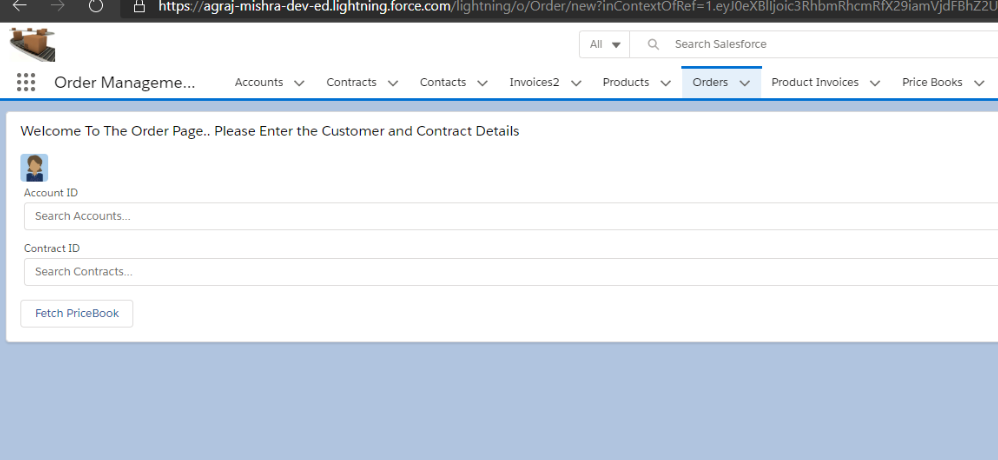 https://agraj-mishra-dev-ed.lightning.force.com/lightning/o/Order/new?inContextOfRef=1.eyJ0eXBlIjoic3RhbmRhcmRfX29iamVjdFBhZ2U
All Search Salesforce
Order Manageme... Accounts Contracts Contacts Invoices2 Products Orders Product Invoices Price Books
Welcome To The Order Page.. Please Enter the Customer and Contract Details
Account ID
Search Accounts...
Contract ID
Search Contracts...
Fetch PriceBook